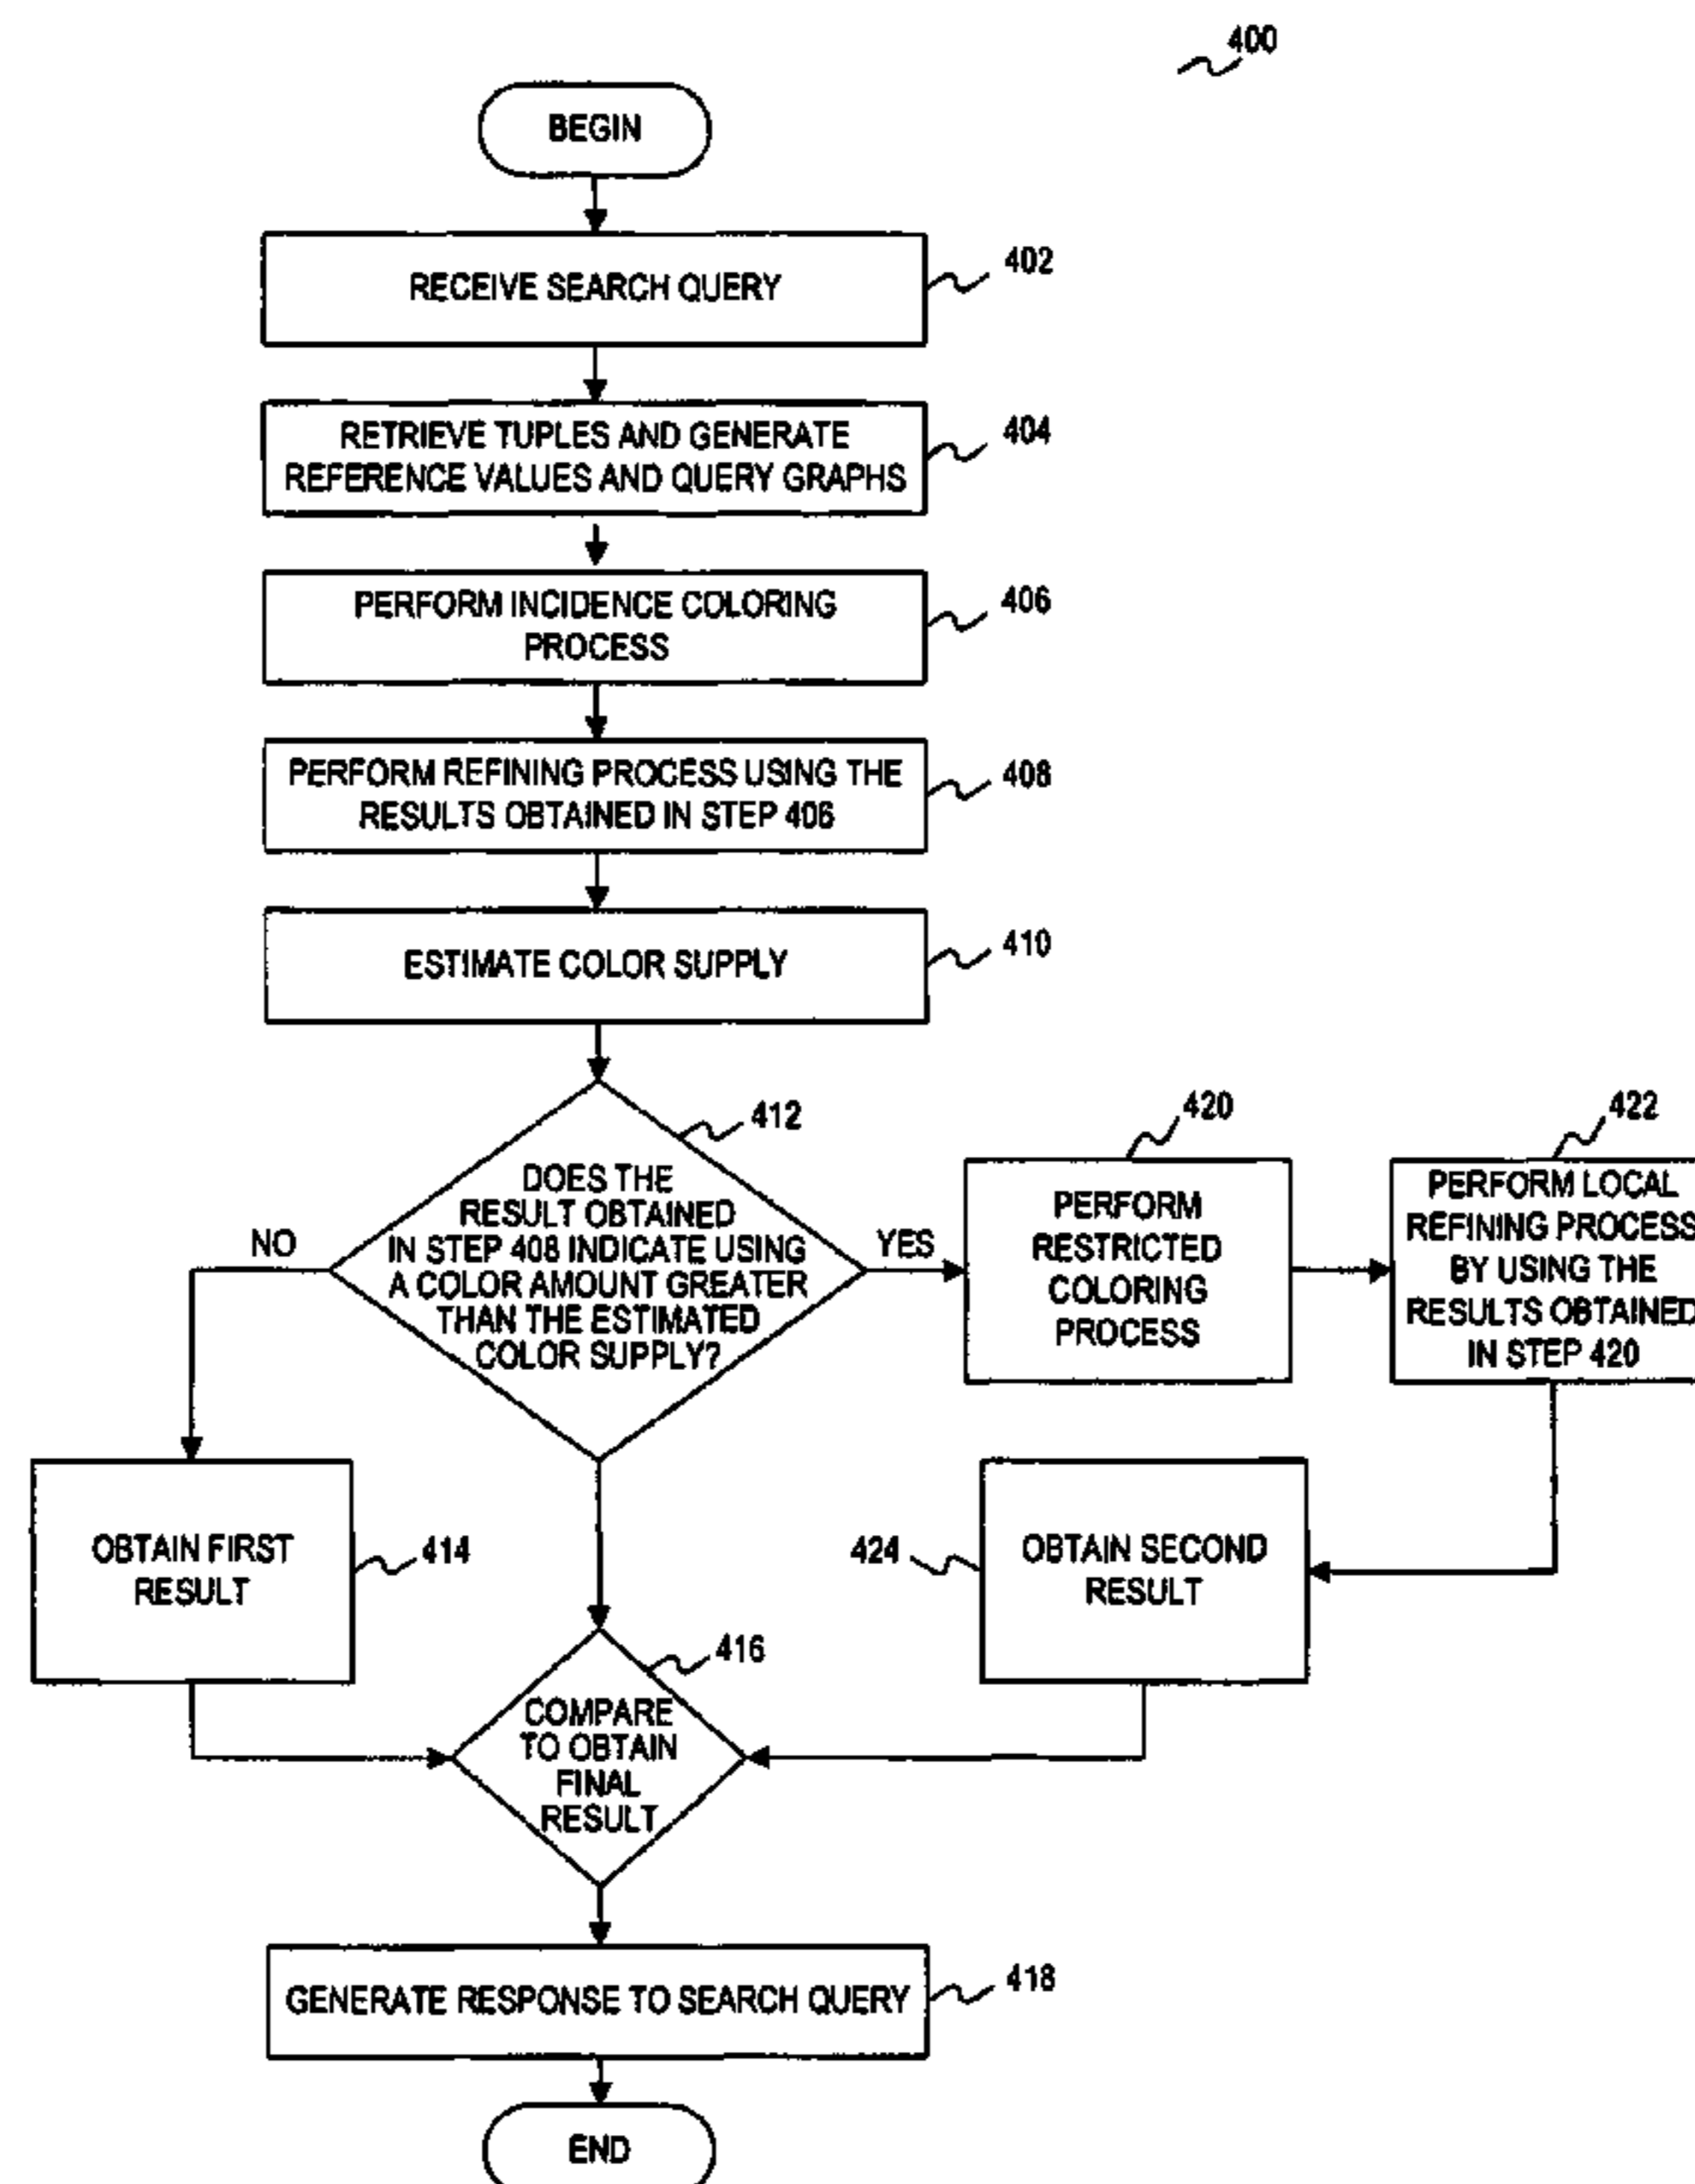 400
BEGIN
RECEIVE SEARCH QUERY
402
RETRIEVE TUPLES AND GENERATE
REFERENCE VALUES AND QUERY GRAPHS
404
PERFORM INCIDENCE COLORING
PROCESS
406
PERFORM REFINING PROCESS USING THE
RESULTS OBTAINED IN STEP 406
408
ESTIMATE COLOR SUPPLY
410
412
DOES THE
RESULT OBTAINED
IN STEP 408 INDICATE USING
A COLOR AMOUNT GREATER
THAN THE ESTIMATED
COLOR SUPPLY?
NO
YES
420
PERFORM
RESTRICTED
COLORING
PROCESS
422
PERFORM LOCAL
REFINING PROCESS
BY USING THE
RESULTS OBTAINED
IN STEP 420
OBTAIN FIRST
RESULT
414
424
OBTAIN SECOND
RESULT
416
COMPARE
TO OBTAIN
FINAL
RESULT
GENERATE RESPONSE TO SEARCH QUERY
418
END